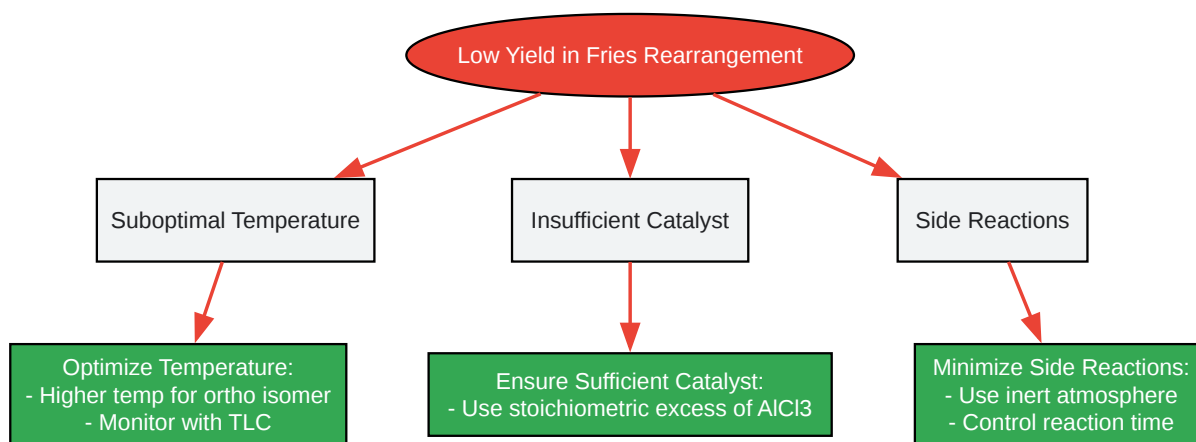 Low Yield in Fries Rearrangement
Suboptimal Temperature
Insufficient Catalyst
Side Reactions
Optimize Temperature:
- Higher temp for ortho isomer
- Monitor with TLC
Ensure Sufficient Catalyst:
- Use stoichiometric excess of AlCl3
Minimize Side Reactions:
- Use inert atmosphere
- Control reaction time